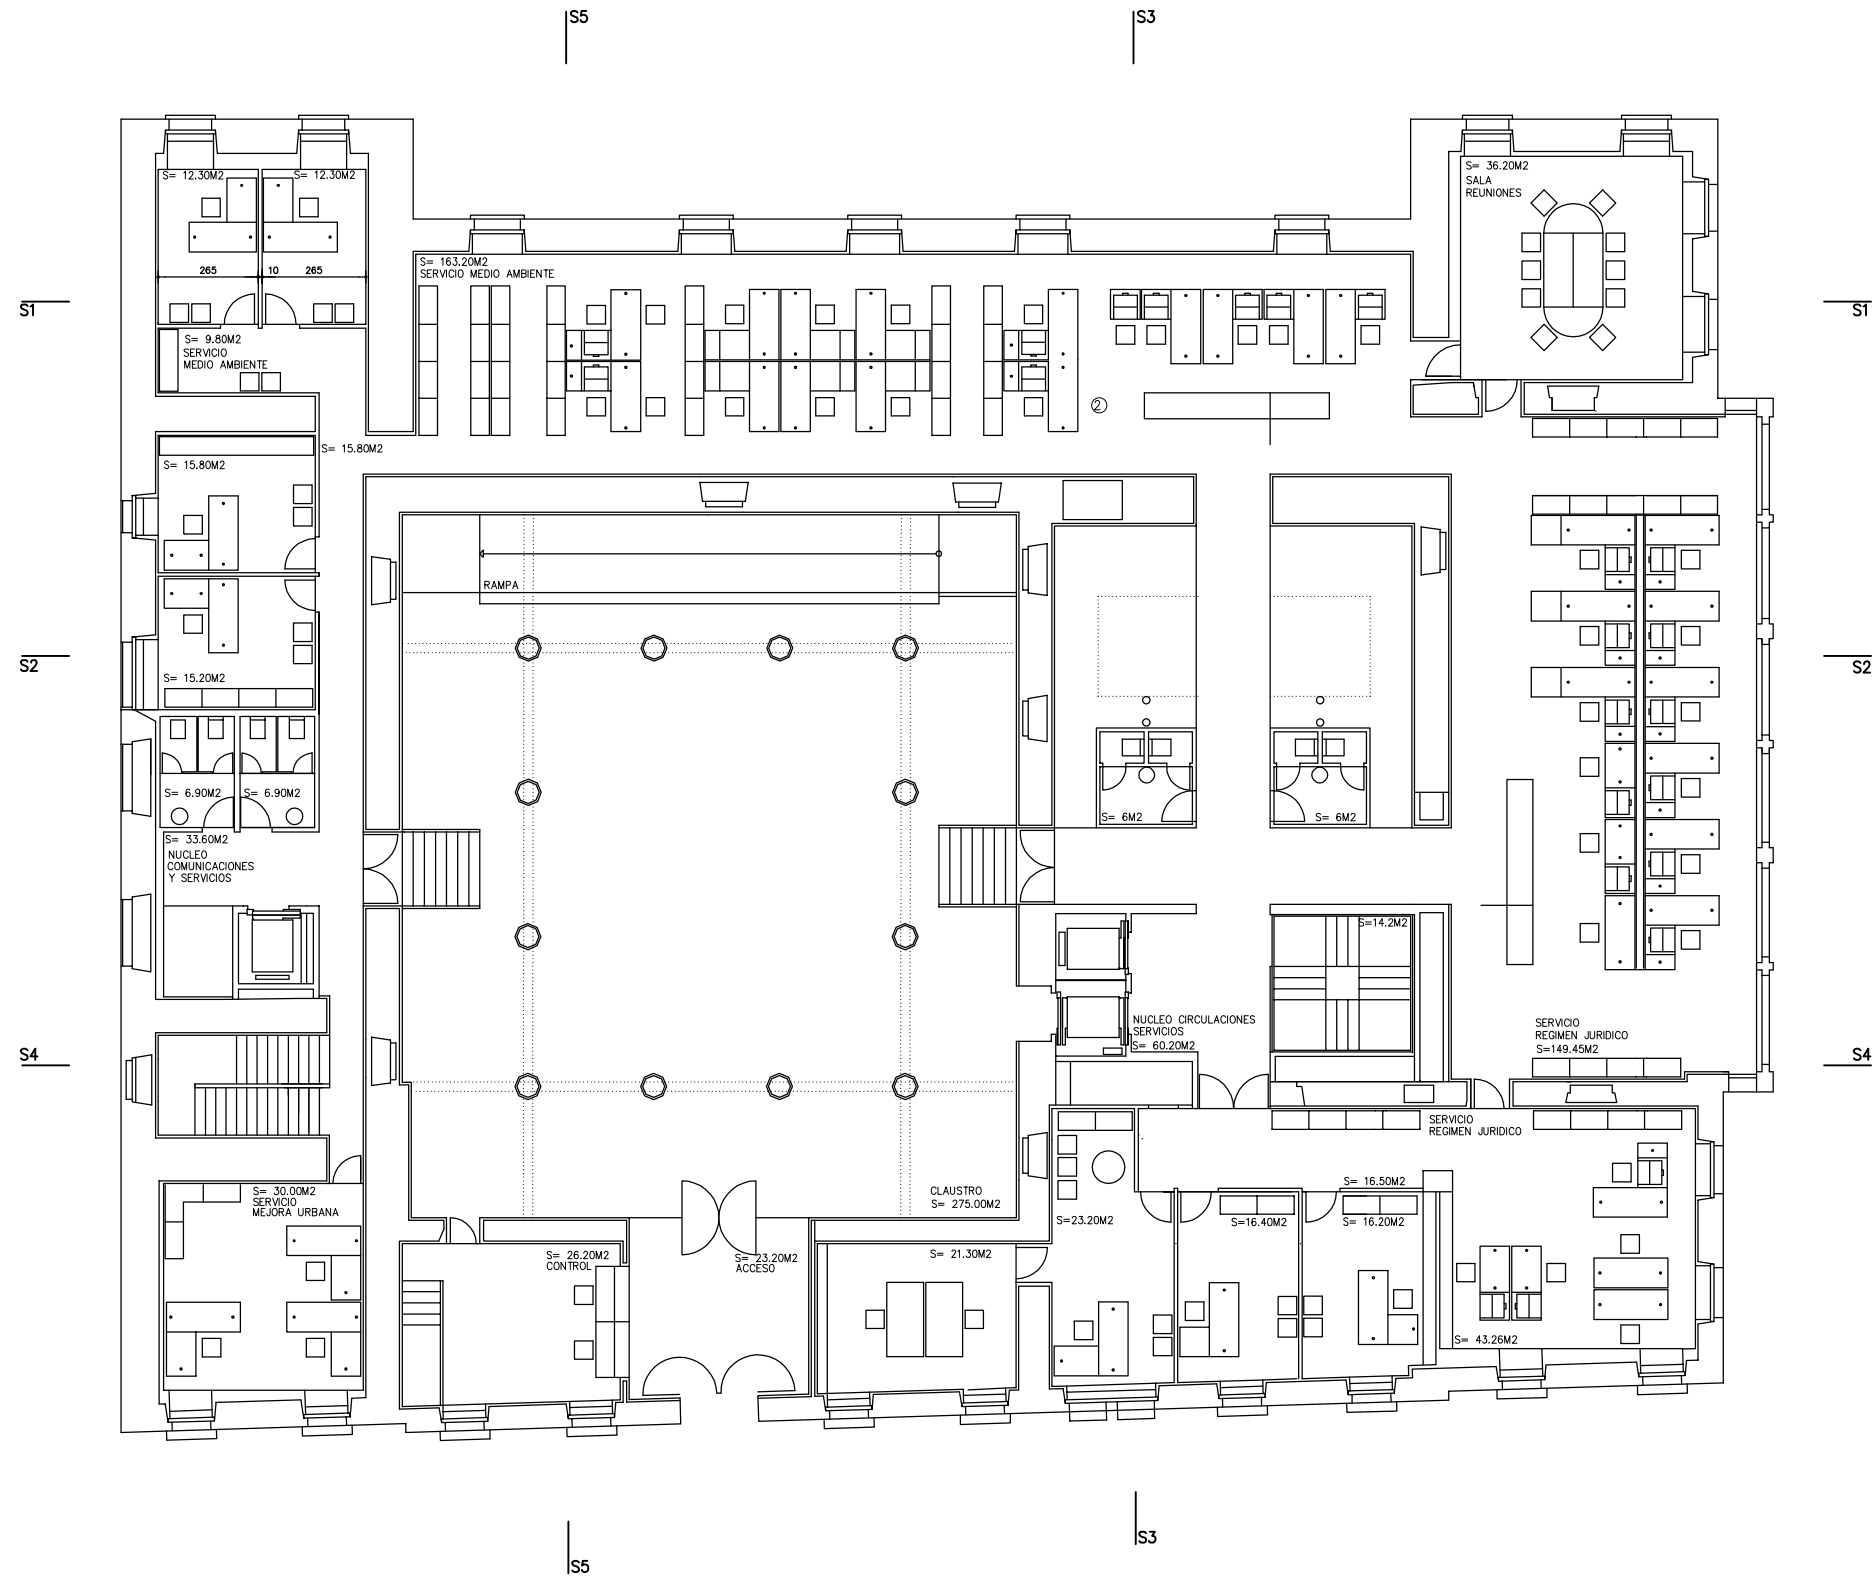 S5
S3
S= 12.30M2
S= 12.30M2
265
10
265
S= 36.20M2
SALA
REUNIONES
S= 163.20M2
SERVICIO MEDIO AMBIENTE
S1
S1
S= 9.80M2
SERVICIO
MEDIO AMBIENTE
2
S= 15.80M2
S= 15.80M2
RAMPA
S2
S2
S= 15.20M2
S= 6.90M2
S= 6.90M2
S= 6M2
S= 6M2
S= 33.60M2
NUCLEO
COMUNICACIONES
Y SERVICIOS
S=14.2M2
NUCLEO CIRCULACIONES
SERVICIOS
S= 60.20M2
SERVICIO
REGIMEN JURIDICO
S=149.45M2
S4
S4
SERVICIO
REGIMEN JURIDICO
S= 30.00M2
SERVICIO
MEJORA URBANA
CLAUSTRO
S= 275.00M2
S= 16.50M2
S=23.20M2
S=16.40M2
S= 16.20M2
S= 26.20M2
CONTROL
S= 23.20M2
ACCESO
S= 21.30M2
S= 43.26M2
S3
S5